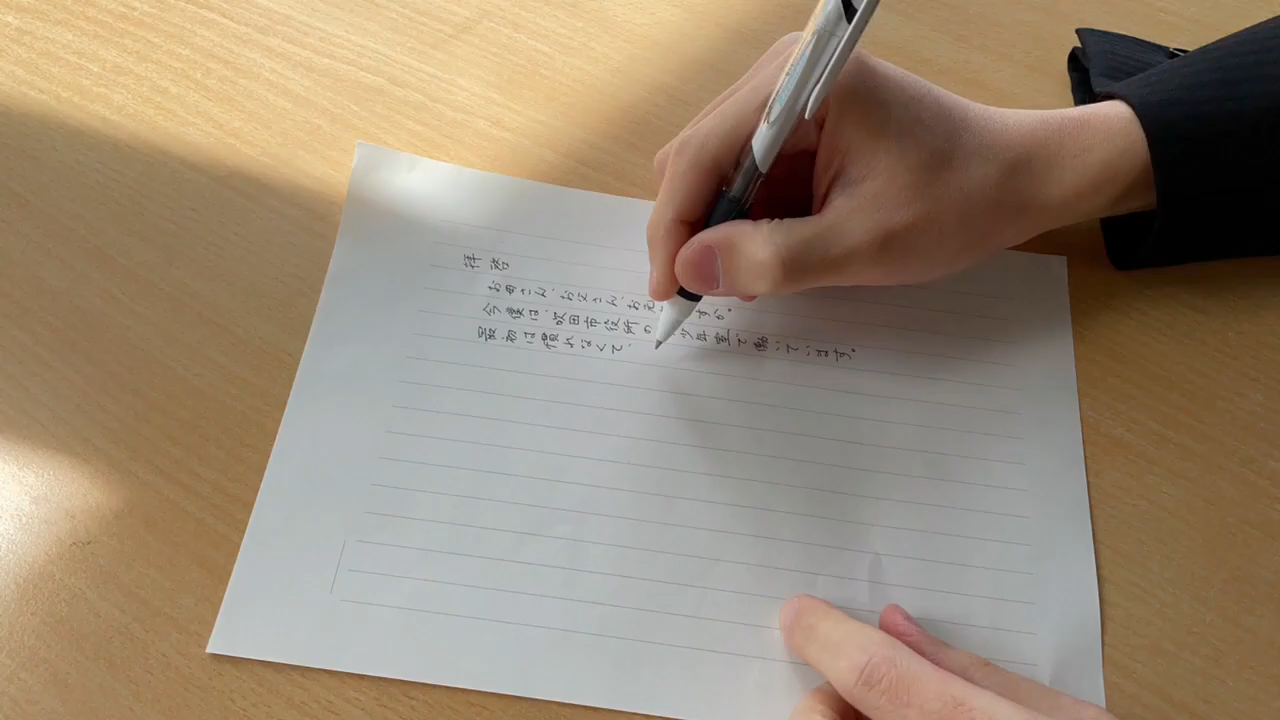 拝啓
お母さん、お父さん、お元 すか。
今僕は、吹田市役所の 少年室で働いています。
最初は慣れなくて、